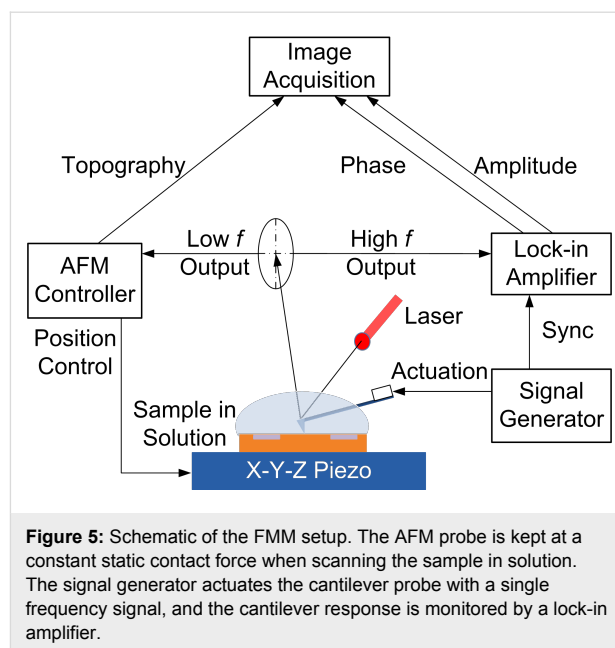 Image
Acquisition
Topography
Phase
Amplitude
Low f
Output
High f
Output
AFM
Controller
Lock-in
Amplifier
Position
Control
Laser
Sync
Actuation
Signal
Generator
Sample in
Solution
X-Y-Z Piezo
Figure 5: Schematic of the FMM setup. The AFM probe is kept at a
constant static contact force when scanning the sample in solution.
The signal generator actuates the cantilever probe with a single
frequency signal, and the cantilever response is monitored by a lock-in
amplifier.